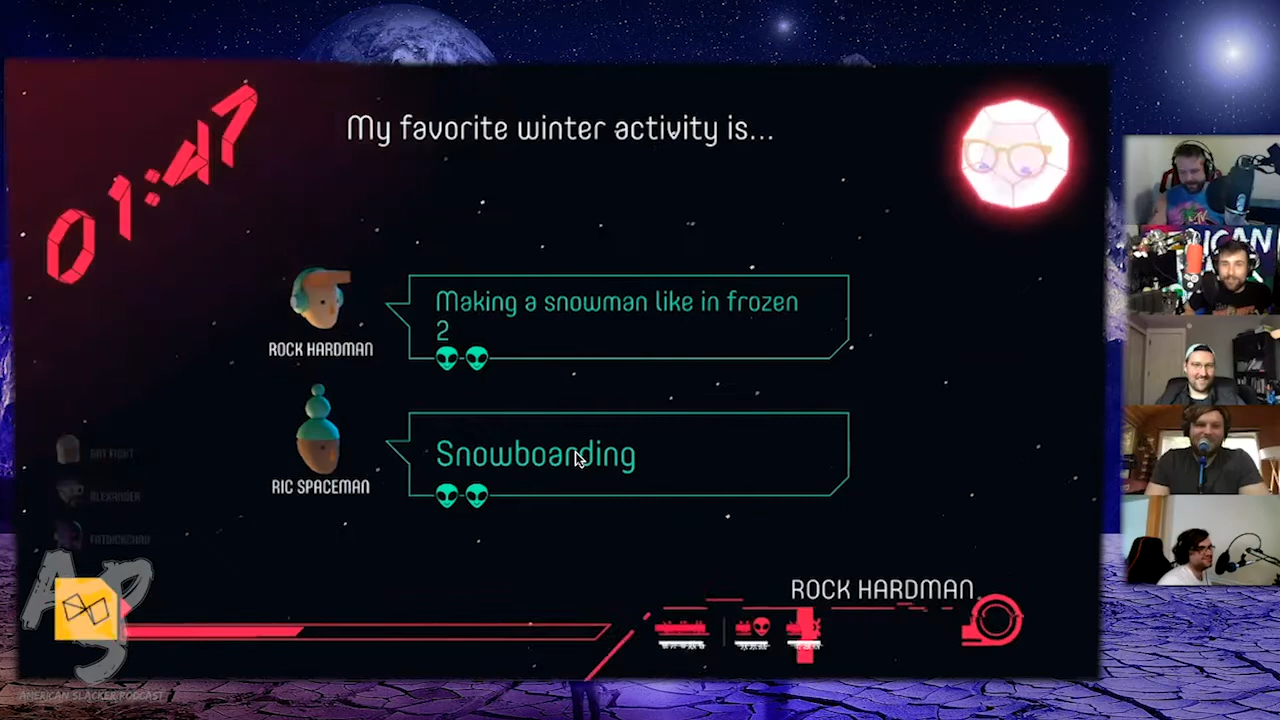 01:47
My favorite winter activity is...
Making a snowman like in frozen
2
ROCK HARDMAN
Snowboarding
RIC SPACEMAN
ALEXANDER
ROCK HARDMAN
AMERICAN SLACKER PODCAST